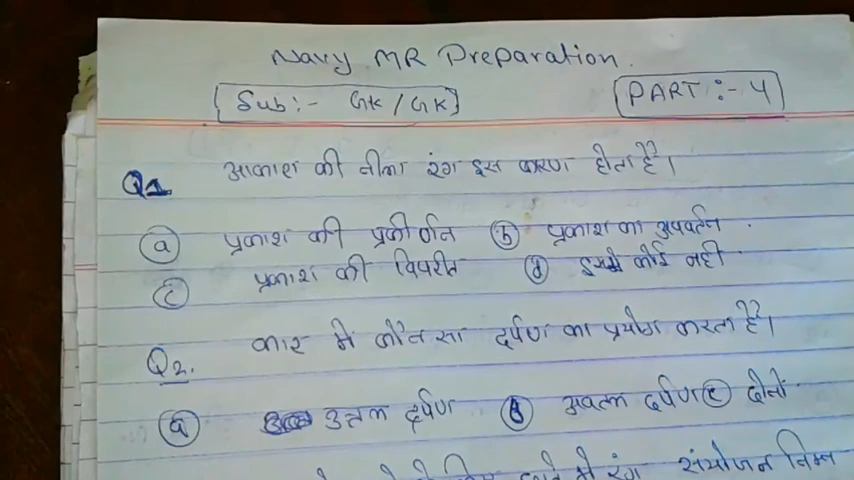 Navy MR Preparation.
Sub:- GK/GK PART:-4
Q1 आकाश की नीला रंग इस कारण होता है।
(a) प्रकाश की प्रकीर्णन (b) प्रकाश का अपवर्तन.
(c) प्रकाश की विपरीत (d) इनमे कोई नही
Q2. कार मे कौन सा दर्पण का प्रयोग करता है।
(a) उत्तल दर्पण (b) अवतल दर्पण (c) दोनो
मे रंग संयोजन निम्न